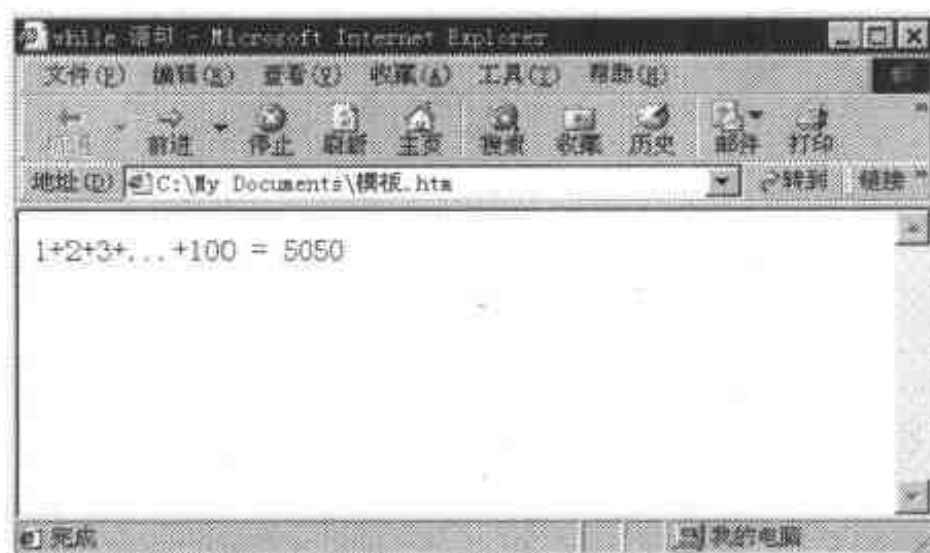 while 语句 - Microsoft Internet Explorer
文件(F) 编辑(E) 查看(V) 收藏(A) 工具(T) 帮助(H)
前进 停止 刷新 主页 搜索 收藏 历史 邮件 打印
地址(D) C:\My Documents\模板.htm 转到 链接 »
1+2+3+...+100 = 5050
完成 我的电脑